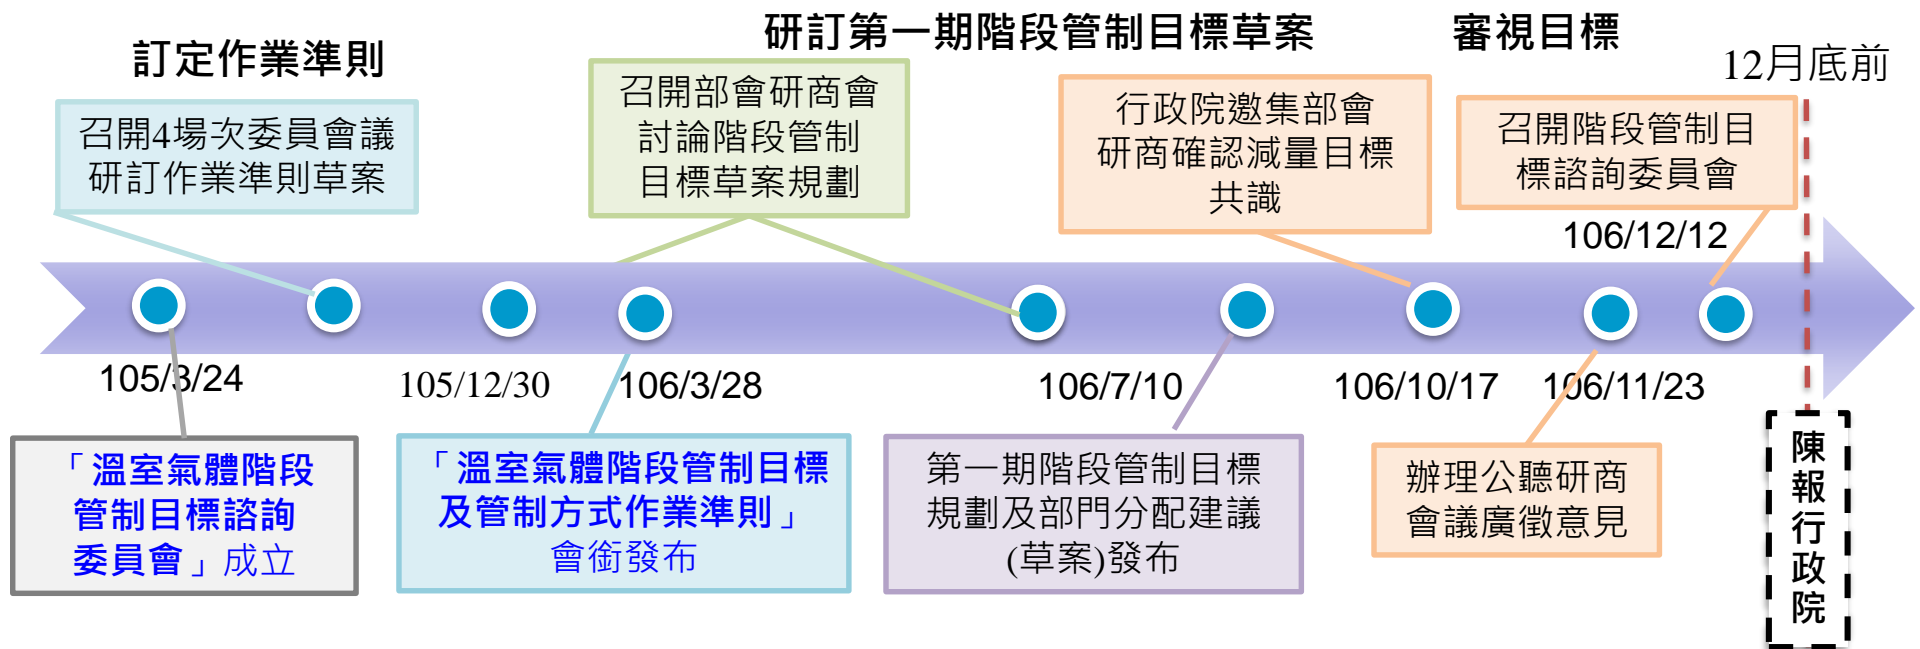 訂定作業準則
研訂第一期階段管制目標草案
審視目標
12月底前
召開4場次委員會議
研訂作業準則草案
召開部會研商會
討論階段管制
目標草案規劃
行政院邀集部會
研商確認減量目標
共識
召開階段管制目
標諮詢委員會
106/12/12
105/3/24
105/12/30
106/3/28
106/7/10
106/10/17
106/11/23
「溫室氣體階段
管制目標諮詢
委員會」成立
「溫室氣體階段管制目標
及管制方式作業準則」
會銜發布
第一期階段管制目標
規劃及部門分配建議
(草案)發布
辦理公聽研商
會議廣徵意見
陳報行政院